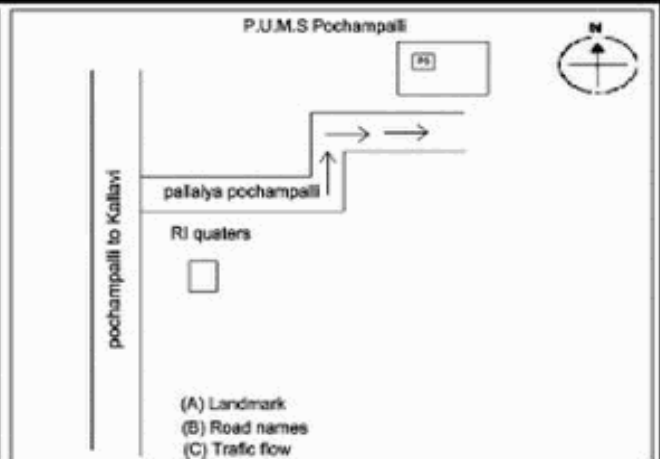 P.U.M.S Pochampalli
N
PS
pallaiya pochampalli
pochampalli to Kallavi
RI quaters
(A) Landmark
(B) Road names
(C) Trafic flow